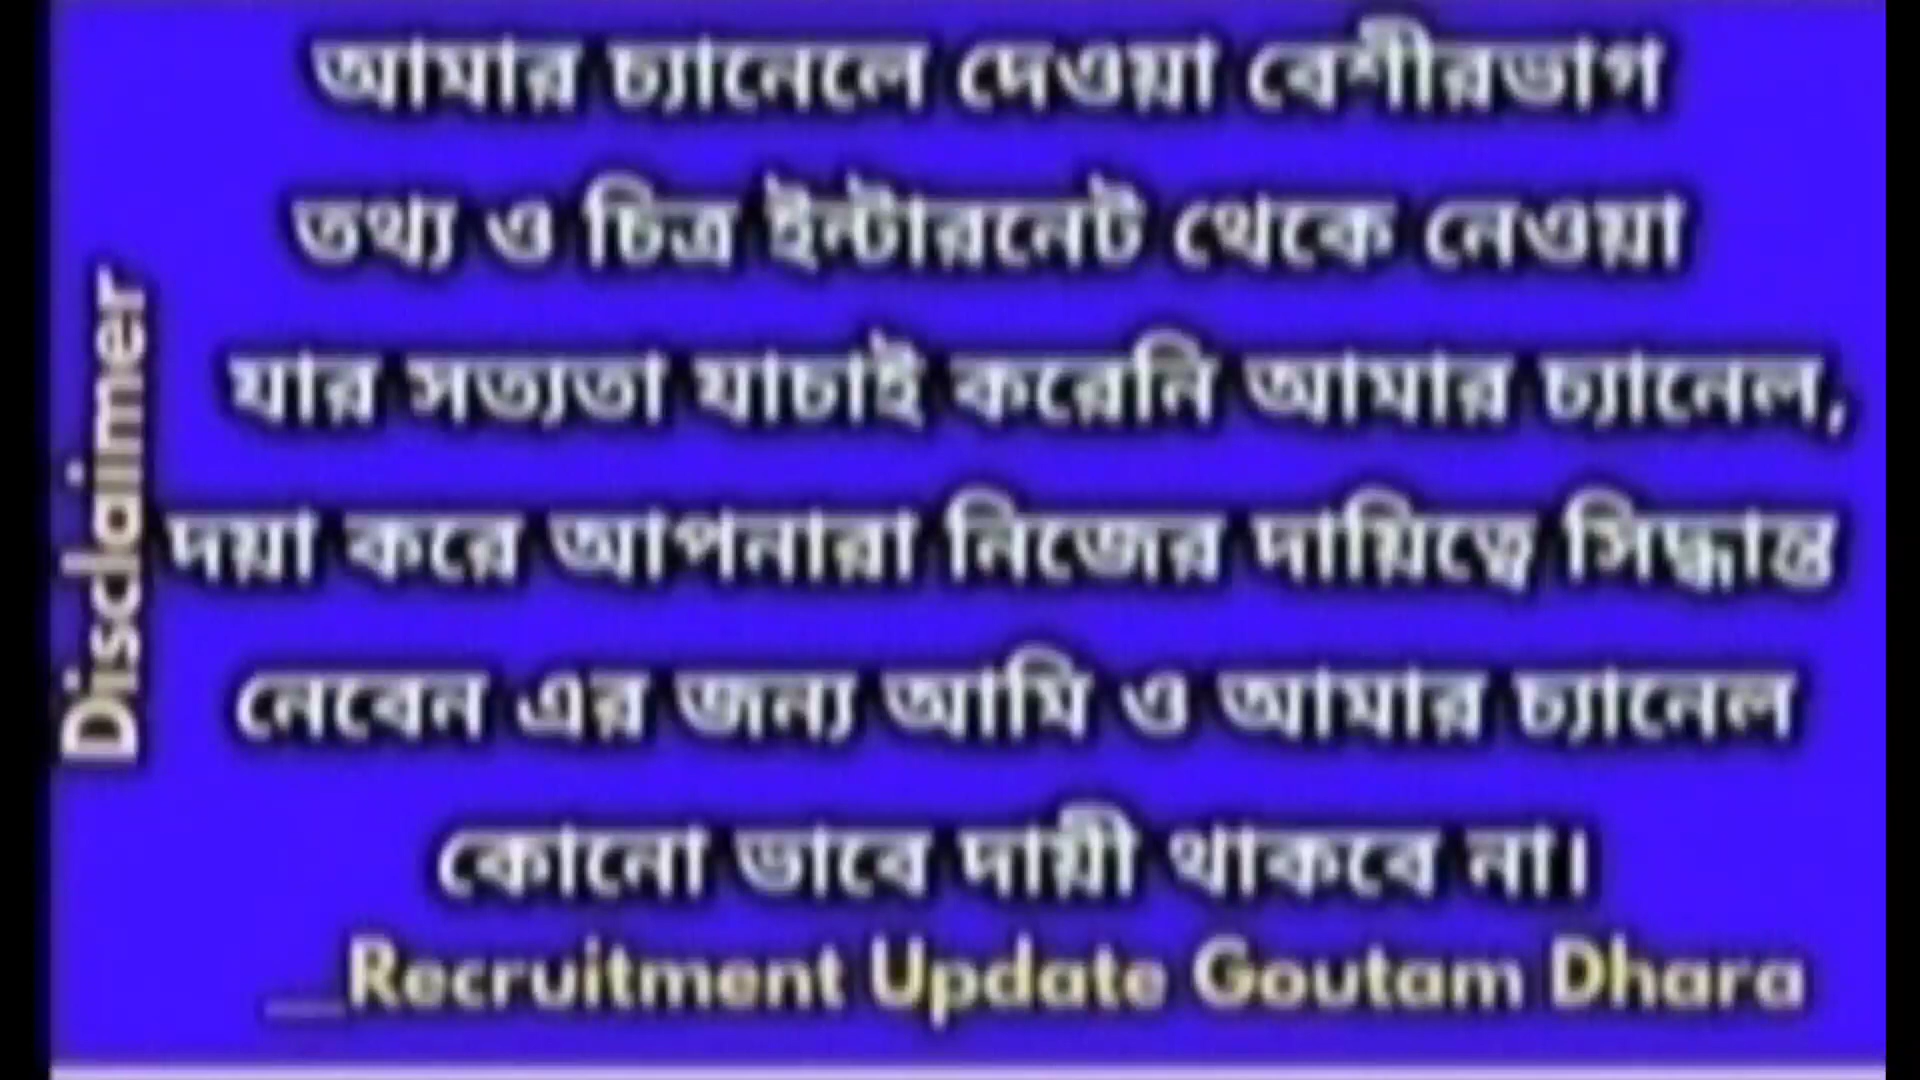 Disclaimer
আমার চ্যানেলে দেওয়া বেশীরভাগ
তথ্য ও চিত্র ইন্টারনেট থেকে নেওয়া
যার সত্যতা যাচাই করেনি আমার চ্যানেল,
দয়া করে আপনারা নিজের দায়িত্বে সিদ্ধান্ত
নেবেন এর জন্য আমি ও আমার চ্যানেল
কোনো ভাবে দায়ী থাকবে না।
__Recruitment Update Goutam Dhara